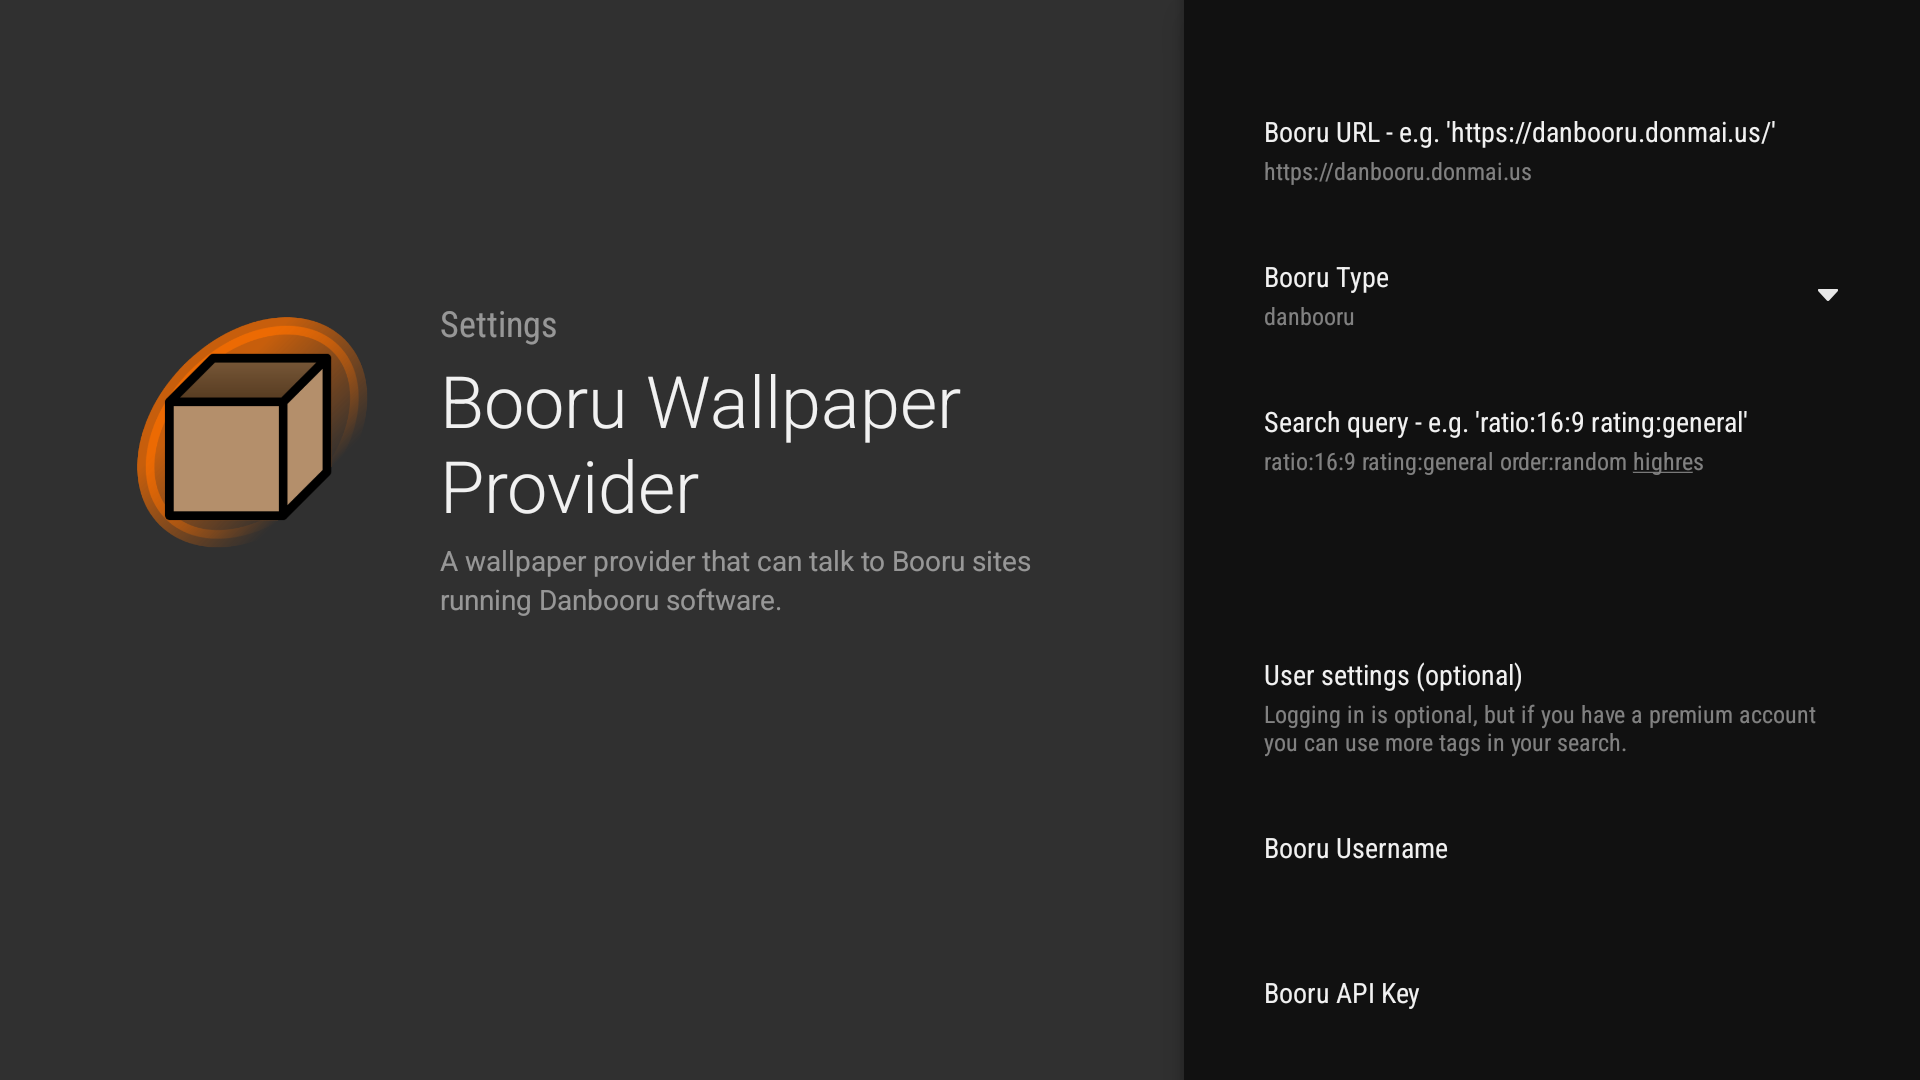 Settings
Booru Wallpaper
Provider
A wallpaper provider that can talk to Booru sites
running Danbooru software.
Booru URL - e.g. 'https://danbooru.donmai.us/'
https://danbooru.donmai.us
Booru Type
danbooru
Search query - e.g. 'ratio:16:9 rating:general'
ratio:16:9 rating:general order:random highres
User settings (optional)
Logging in is optional, but if you have a premium account
you can use more tags in your search.
Booru Username
Booru API Key